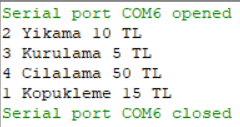 Serial port COM6 opened
2 Yikama 10 TL
3 Kurulama 5 TL
4 Cilalama 50 TL
1 Kopukleme 15 TL
Serial port COM6 closed